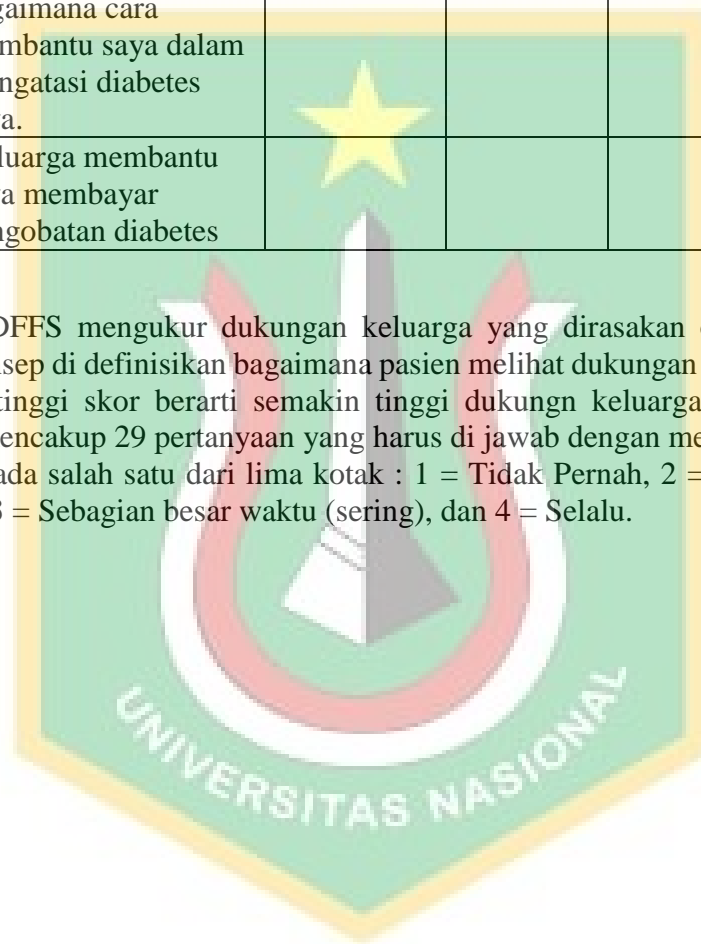 gaimana cara
mbantu saya dalam
ngatasi diabetes
a.
luarga membantu
a membayar
ngobatan diabetes
DFFS mengukur dukungan keluarga yang dirasakan
sep di definisikan bagaimana pasien melihat dukungan
tinggi skor berarti semakin tinggi dukungn keluarga
encakup 29 pertanyaan yang harus di jawab dengan me
ada salah satu dari lima kotak : 1 = Tidak Pernah, 2 =
3 = Sebagian besar waktu (sering), dan 4 = Selalu.
UNIVERSITAS NASIONAL